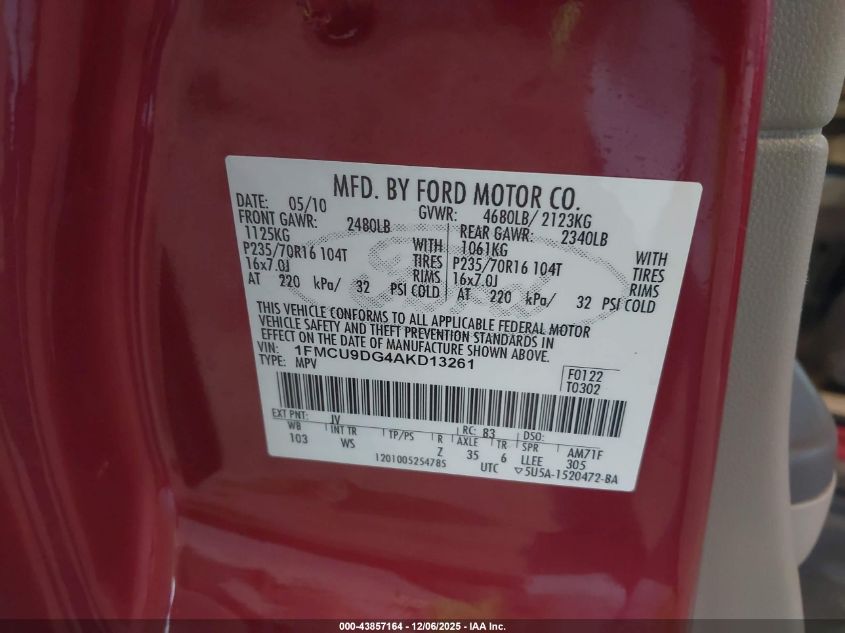 MFD. BY FORD MOTOR CO.
DATE: 05/10 GVWR: 4680LB/ 2123KG
FRONT GAWR: 2480LB REAR GAWR: 2340LB
1125KG WITH 1061KG WITH
P235/70R16 104T TIRES P235/70R16 104T TIRES
16x7.0J RIMS 16x7.0J RIMS
AT 220 kPa/ 32 PSI COLD AT 220 kPa/ 32 PSI COLD
THIS VEHICLE CONFORMS TO ALL APPLICABLE FEDERAL MOTOR
VEHICLE SAFETY AND THEFT PREVENTION STANDARDS IN
EFFECT ON THE DATE OF MANUFACTURE SHOWN ABOVE.
VIN: 1FMCU9DG4AKD13261
TYPE: MPV
F0122
T0302
EXT PNT: JV RC: 83 DSO:
WB INT TR TP/PS R AXLE TR SPR AM71F
103 WS Z 35 6 LLEE 305
1201005254785 UTC ▽5U5A-1520472-BA
000-43857164 - 12/06/2025 - IAA Inc.